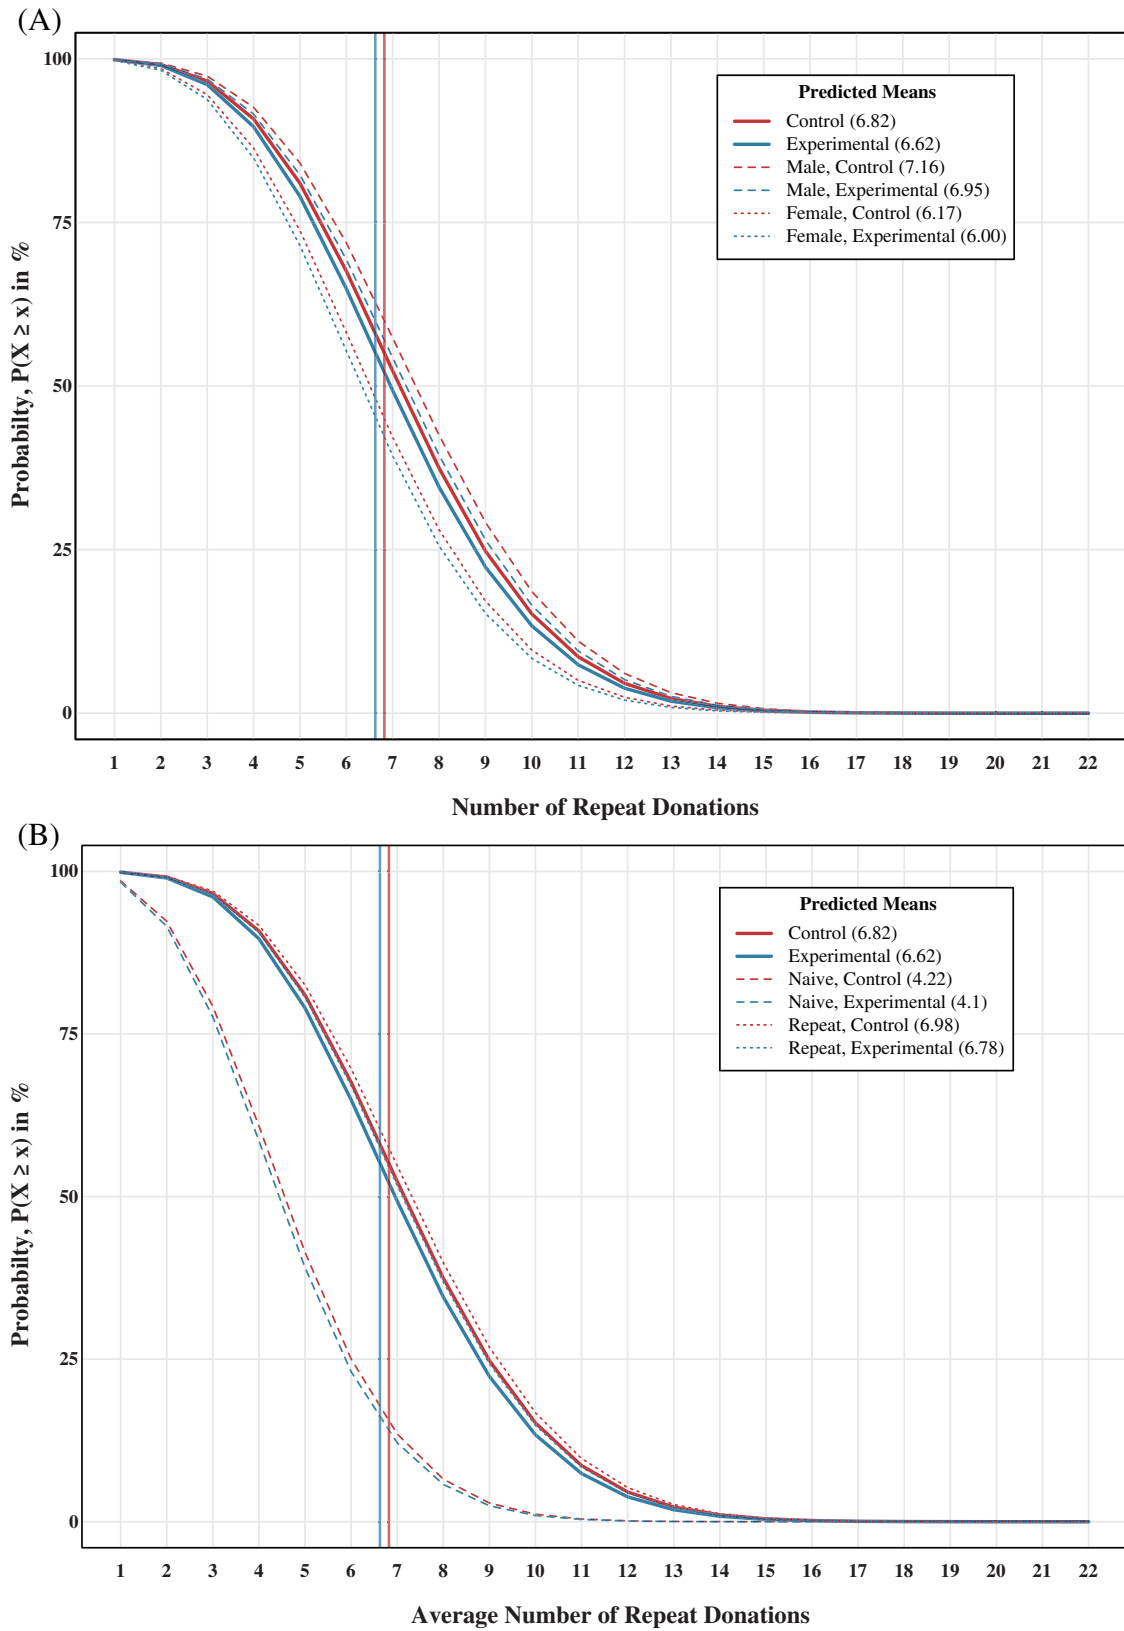 (A)
Probabilty, P(X ≥ x) in %
100
75
50
25
0
Predicted Means
Control (6.82)
Experimental (6.62)
Male, Control (7.16)
Male, Experimental (6.95)
Female, Control (6.17)
Female, Experimental (6.00)
1 2 3 4 5 6 7 8 9 10 11 12 13 14 15 16 17 18 19 20 21 22
Number of Repeat Donations
(B)
Probabilty, P(X ≥ x) in %
100
75
50
25
0
Predicted Means
Control (6.82)
Experimental (6.62)
Naive, Control (4.22)
Naive, Experimental (4.1)
Repeat, Control (6.98)
Repeat, Experimental (6.78)
1 2 3 4 5 6 7 8 9 10 11 12 13 14 15 16 17 18 19 20 21 22
Average Number of Repeat Donations